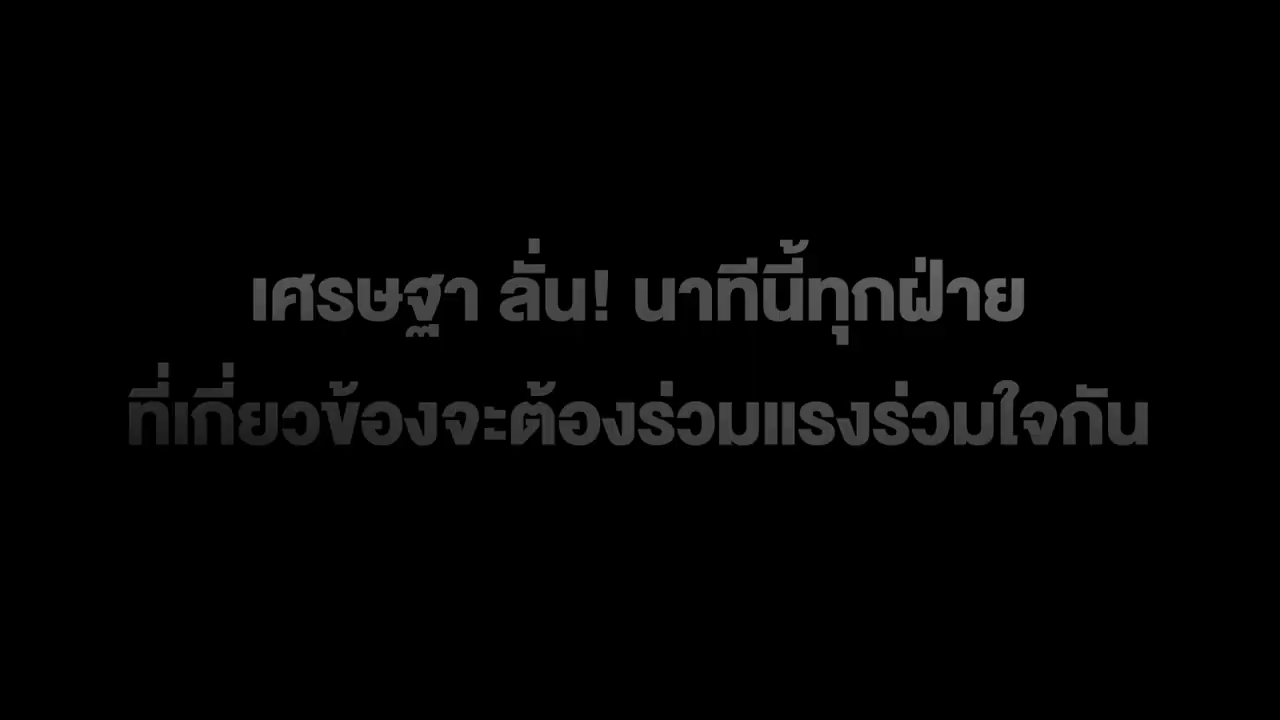 เศรษฐา ลั่น! นาทีนี้ทุกฝ่าย
ที่เกี่ยวข้องจะต้องร่วมแรงร่วมใจกัน